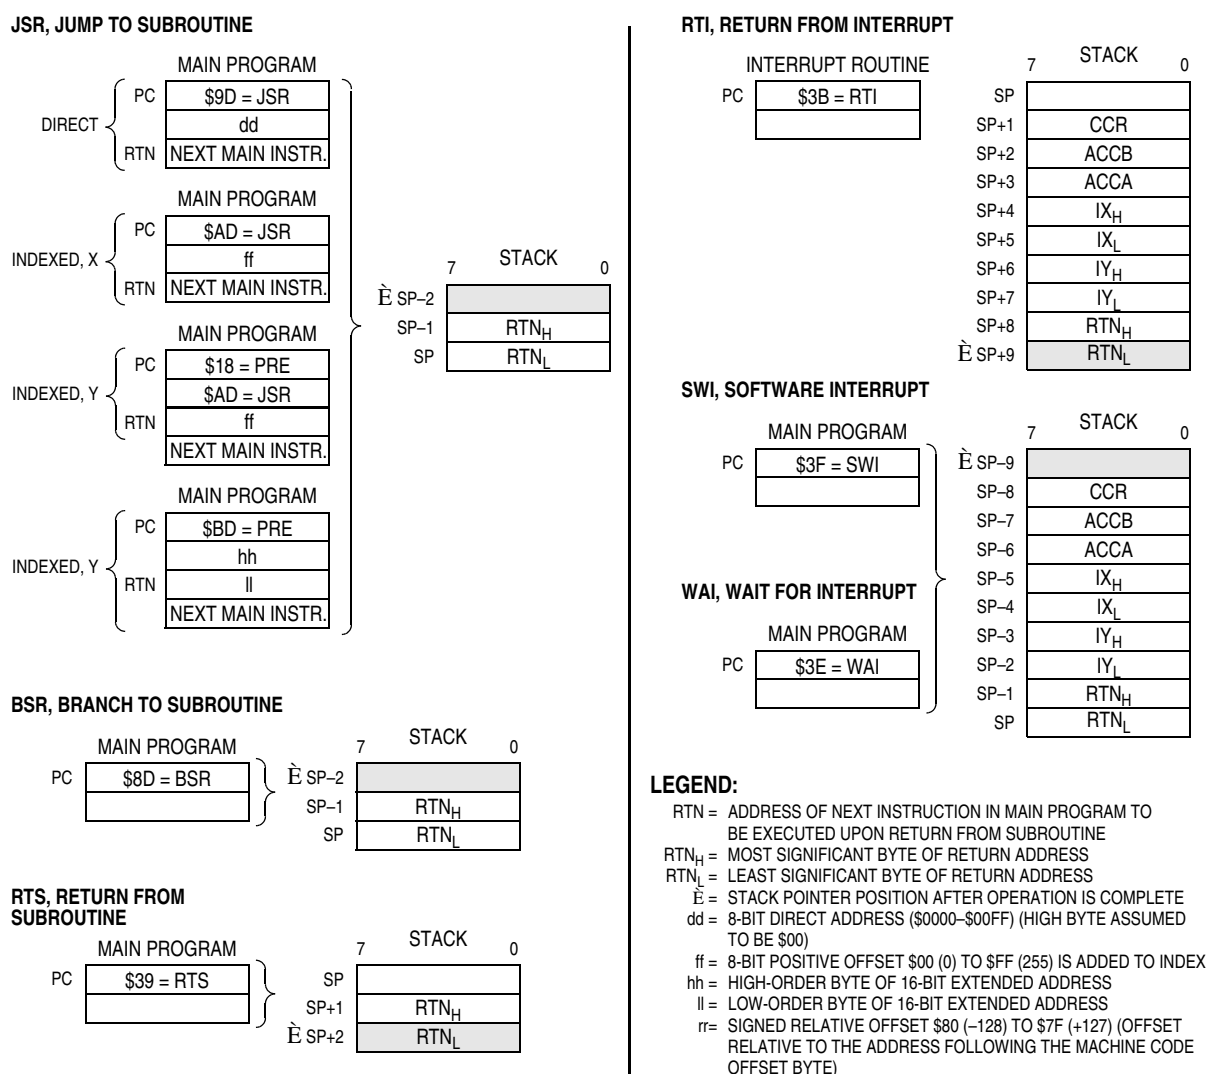 JSR, JUMP TO SUBROUTINE
MAIN PROGRAM
DIRECT
PC $9D = JSR
dd
RTN NEXT MAIN INSTR.
MAIN PROGRAM
INDEXED, X
PC $AD = JSR
ff
RTN NEXT MAIN INSTR.
MAIN PROGRAM
INDEXED, Y
PC $18 = PRE
$AD = JSR
RTN ff
NEXT MAIN INSTR.
MAIN PROGRAM
INDEXED, Y
PC $BD = PRE
hh
RTN ll
NEXT MAIN INSTR.
7 STACK 0
È SP–2
SP–1 RTNH
SP RTNL
BSR, BRANCH TO SUBROUTINE
MAIN PROGRAM
PC $8D = BSR
7 STACK 0
È SP–2
SP–1 RTNH
SP RTNL
RTS, RETURN FROM
SUBROUTINE
MAIN PROGRAM
PC $39 = RTS
7 STACK 0
SP
SP+1 RTNH
È SP+2 RTNL
RTI, RETURN FROM INTERRUPT
INTERRUPT ROUTINE
PC $3B = RTI
7 STACK 0
SP
SP+1 CCR
SP+2 ACCB
SP+3 ACCA
SP+4 IXH
SP+5 IXL
SP+6 IYH
SP+7 IYL
SP+8 RTNH
È SP+9 RTNL
SWI, SOFTWARE INTERRUPT
MAIN PROGRAM
PC $3F = SWI
WAI, WAIT FOR INTERRUPT
MAIN PROGRAM
PC $3E = WAI
7 STACK 0
È SP–9
SP–8 CCR
SP–7 ACCB
SP–6 ACCA
SP–5 IXH
SP–4 IXL
SP–3 IYH
SP–2 IYL
SP–1 RTNH
SP RTNL
LEGEND:
RTN = ADDRESS OF NEXT INSTRUCTION IN MAIN PROGRAM TO
BE EXECUTED UPON RETURN FROM SUBROUTINE
RTNH = MOST SIGNIFICANT BYTE OF RETURN ADDRESS
RTNL = LEAST SIGNIFICANT BYTE OF RETURN ADDRESS
È = STACK POINTER POSITION AFTER OPERATION IS COMPLETE
dd = 8-BIT DIRECT ADDRESS ($0000–$00FF) (HIGH BYTE ASSUMED
TO BE $00)
ff = 8-BIT POSITIVE OFFSET $00 (0) TO $FF (255) IS ADDED TO INDEX
hh = HIGH-ORDER BYTE OF 16-BIT EXTENDED ADDRESS
ll = LOW-ORDER BYTE OF 16-BIT EXTENDED ADDRESS
rr= SIGNED RELATIVE OFFSET $80 (–128) TO $7F (+127) (OFFSET
RELATIVE TO THE ADDRESS FOLLOWING THE MACHINE CODE
OFFSET BYTE)